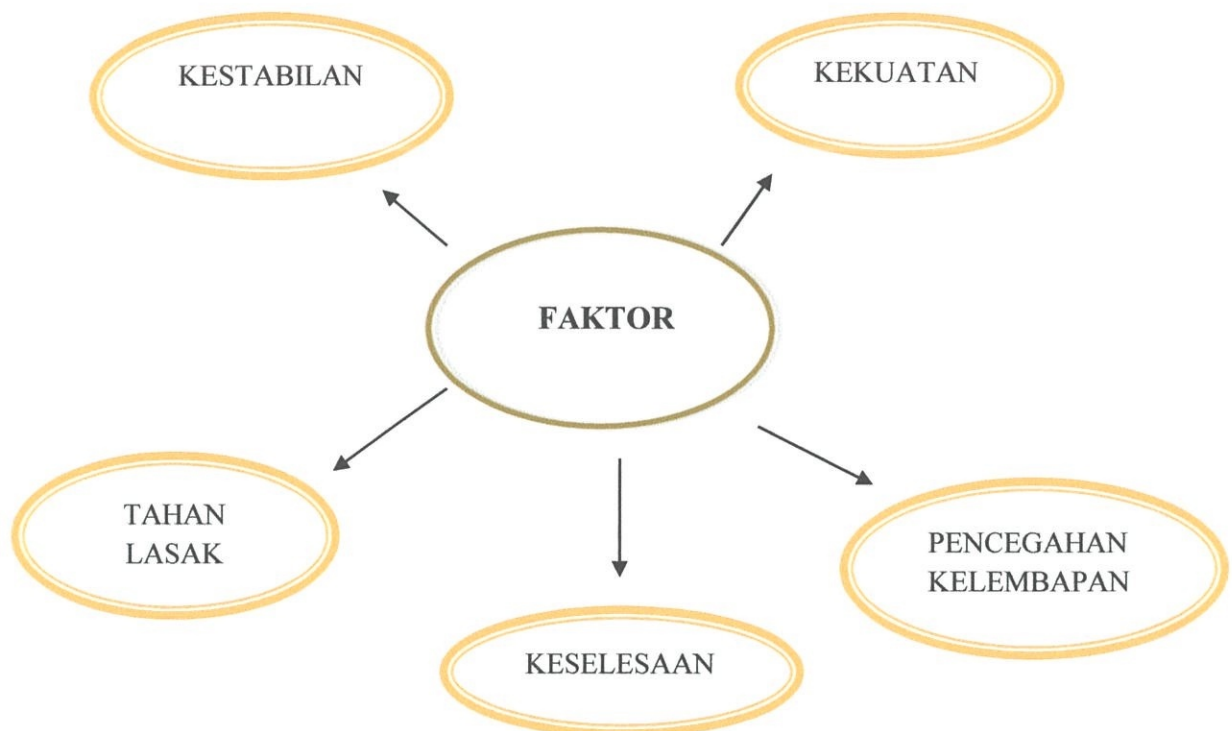 KESTABILAN
KEKUATAN
FAKTOR
TAHAN
LASAK
PENCEGAHAN
KELEMBAPAN
KESELESAAN